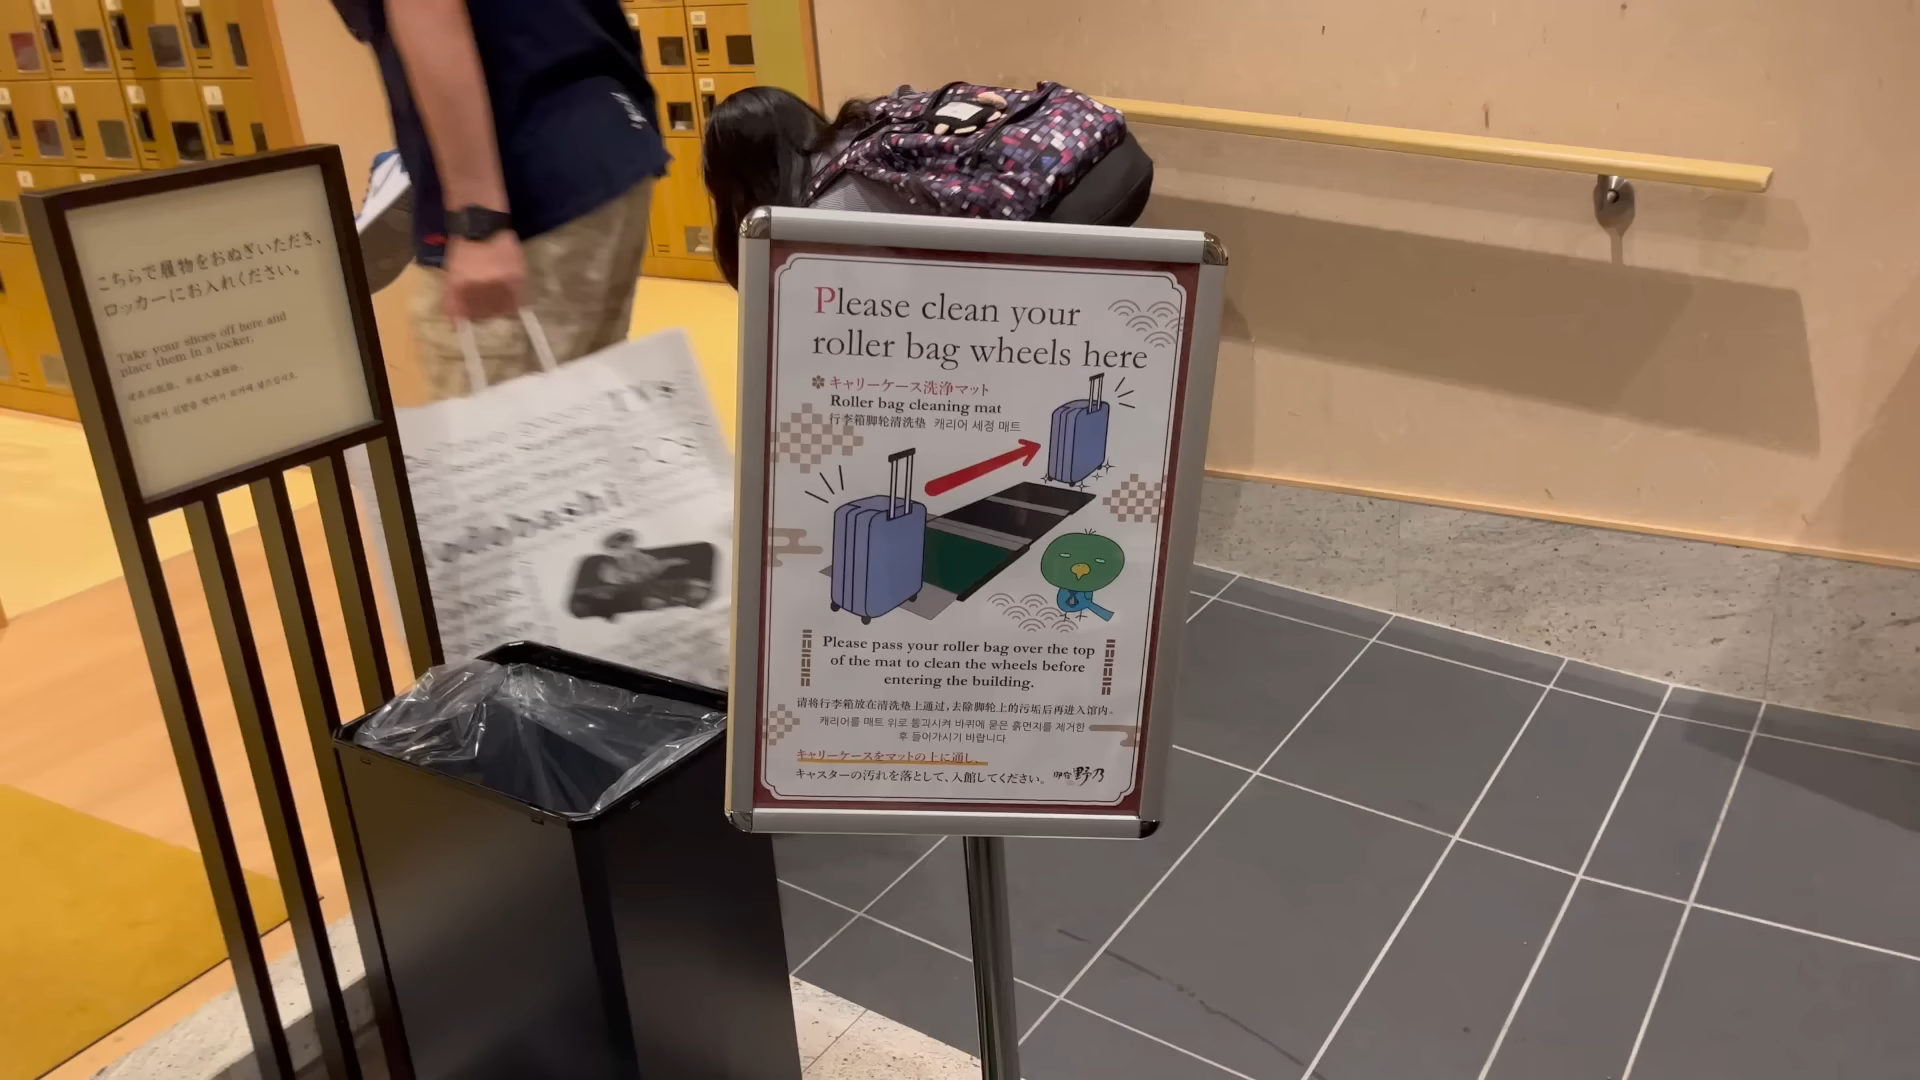 こちらで履物をおぬぎいただき、
ロッカーにお入れください。
Take your shoes off here and
place them in a locker.
Please clean your
roller bag wheels here
キャリーケース洗浄マット
Roller bag cleaning mat
行李箱脚轮清洗垫 캐리어 세정 매트
Please pass your roller bag over the top
of the mat to clean the wheels before
entering the building.
请将行李箱放在清洗垫上通过,去除脚轮上的污垢后再进入馆内。
캐리어를 매트 위로 통과시켜 바퀴에 묻은 흙먼지를 제거한
후 들어가시기 바랍니다
キャリーケースをマットの上に通し、
キャスターの汚れを落として、入館してください。 御宿 野乃